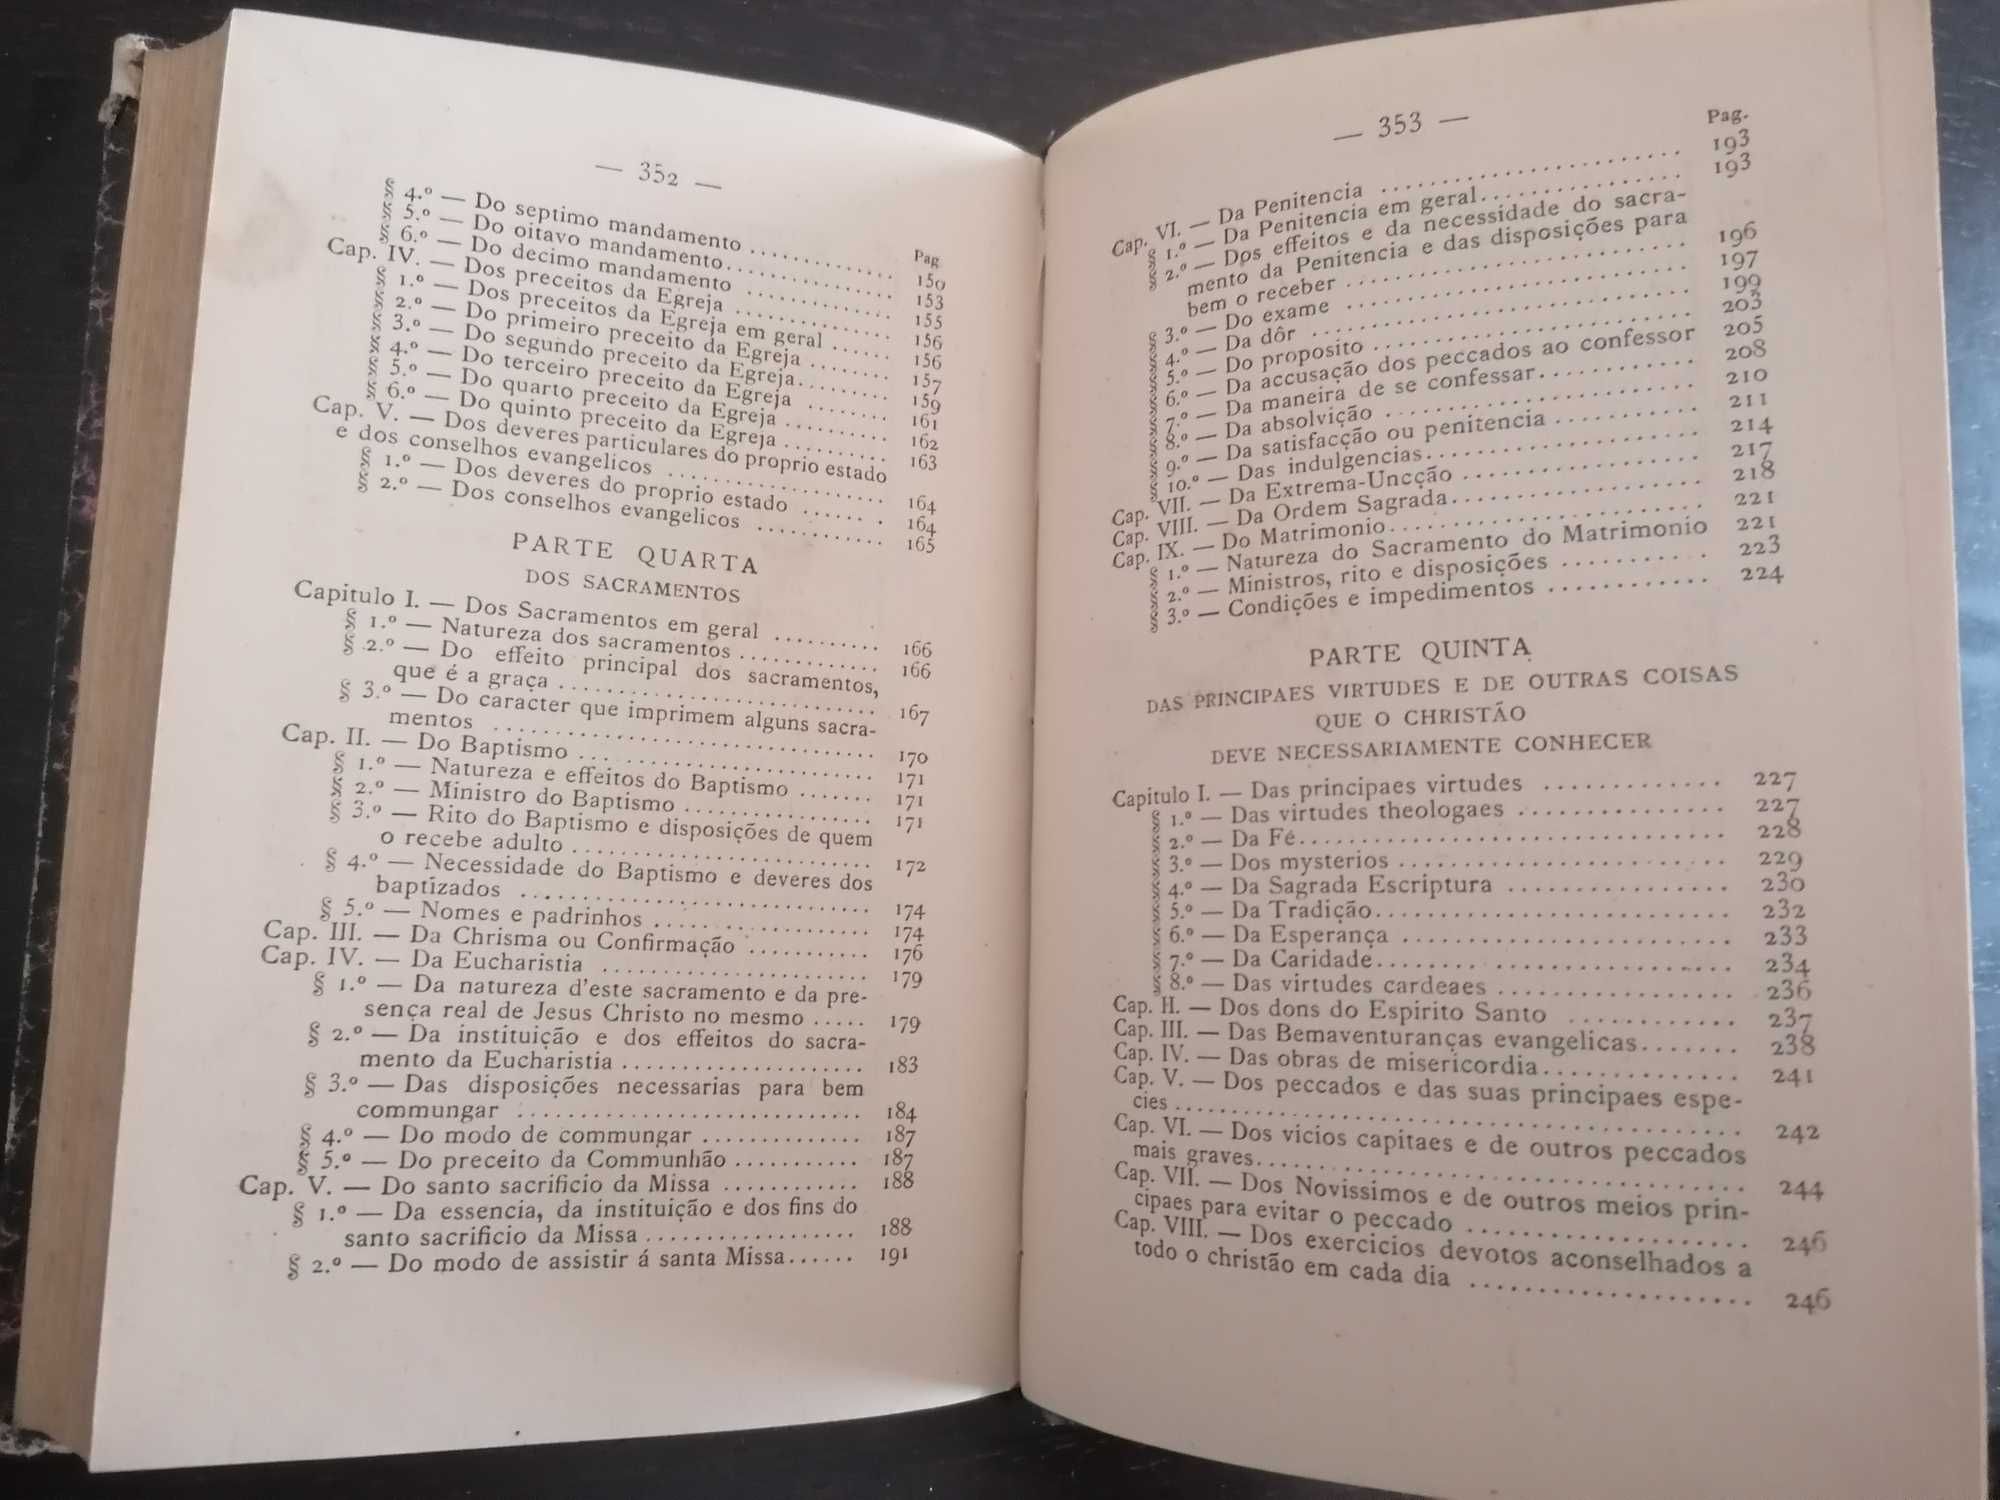 — 352 —
Pag
§ 4.º — Do septimo mandamento .............. 150
§ 5.º — Do oitavo mandamento.............. 153
§ 6.º — Do decimo mandamento .............. 155
Cap. IV. — Dos preceitos da Egreja .............. 156
§ 1.º — Dos preceitos da Egreja em geral ...... 156
§ 2.º — Do primeiro preceito da Egreja ........ 157
§ 3.º — Do segundo preceito da Egreja........ 159
§ 4.º — Do terceiro preceito da Egreja ........ 161
§ 5.º — Do quarto preceito da Egreja .......... 162
§ 6.º — Do quinto preceito da Egreja .......... 163
Cap. V. — Dos deveres particulares do proprio estado
e dos conselhos evangelicos .................... 164
§ 1.º — Dos deveres do proprio estado ...... . 164
§ 2.º — Dos conselhos evangelicos ............ 165
PARTE QUARTA
DOS SACRAMENTOS
Capitulo I. — Dos Sacramentos em geral .......... 166
§ 1.º — Natureza dos sacramentos ............. 166
§ 2.º — Do effeito principal dos sacramentos,
que é a graça .......................... 167
§ 3.º — Do caracter que imprimem alguns sacra-
mentos ............................... 170
Cap. II. — Do Baptismo ........................ 171
§ 1.º — Natureza e effeitos do Baptismo ....... 171
§ 2.º — Ministro do Baptismo ................ 171
§ 3.º — Rito do Baptismo e disposições de quem
o recebe adulto ........................ 172
§ 4.º — Necessidade do Baptismo e deveres dos
baptizados ............................ 174
§ 5.º — Nomes e padrinhos .................. 174
Cap. III. — Da Chrisma ou Confirmação .......... 176
Cap. IV. — Da Eucharistia ...................... 179
§ 1.º — Da natureza d'este sacramento e da pre-
sença real de Jesus Christo no mesmo ..... 179
§ 2.º — Da instituição e dos effeitos do sacra-
mento da Eucharistia .................... 183
§ 3.º — Das disposições necessarias para bem
commungar ............................ 184
§ 4.º — Do modo de commungar .............. 187
§ 5.º — Do preceito da Communhão ........... 187
Cap. V. — Do santo sacrificio da Missa ............ 188
§ 1.º — Da essencia, da instituição e dos fins do
santo sacrificio da Missa .................. 188
§ 2.º — Do modo de assistir á santa Missa...... 191
— 353 —
Pag.
Cap. VI. — Da Penitencia ........................ 193
§ 1.º — Da Penitencia em geral................ 193
§ 2.º — Dos effeitos e da necessidade do sacra-
mento da Penitencia e das disposições para
bem o receber .......................... 196
§ 3.º — Do exame .......................... 197
§ 4.º — Da dôr ............................ 199
§ 5.º — Do proposito ........................ 203
§ 6.º — Da accusação dos peccados ao confessor 205
§ 7.º — Da maneira de se confessar............ 208
§ 8.º — Da absolvição ...................... 210
§ 9.º — Da satisfacção ou penitencia ........... 211
§ 10.º — Das indulgencias.................... 214
Cap. VII. — Da Extrema-Uncção .................. 217
Cap. VIII. — Da Ordem Sagrada.................. 218
Cap. IX. — Do Matrimonio........................ 221
§ 1.º — Natureza do Sacramento do Matrimonio 221
§ 2.º — Ministros, rito e disposições .......... 223
§ 3.º — Condições e impedimentos ............ 224
PARTE QUINTA
DAS PRINCIPAES VIRTUDES E DE OUTRAS COISAS
QUE O CHRISTÃO
DEVE NECESSARIAMENTE CONHECER
Capitulo I. — Das principaes virtudes ............. 227
§ 1.º — Das virtudes theologaes ................ 227
§ 2.º — Da Fé.............................. 228
§ 3.º — Dos mysterios ........................ 229
§ 4.º — Da Sagrada Escriptura ................ 230
§ 5.º — Da Tradição.......................... 232
§ 6.º — Da Esperança ........................ 233
§ 7.º — Da Caridade.......................... 234
§ 8.º — Das virtudes cardeaes .................. 236
Cap. II. — Dos dons do Espirito Santo ............ 237
Cap. III. — Das Bemaventuranças evangelicas....... 238
Cap. IV. — Das obras de misericordia.............. 241
Cap. V. — Dos peccados e das suas principaes espe-
cies .......................................... 242
Cap. VI. — Dos vicios capitaes e de outros peccados
mais graves.................................. 244
Cap. VII. — Dos Novissimos e de outros meios prin-
cipaes para evitar o peccado .................... 246
Cap. VIII. — Dos exercicios devotos aconselhados a
todo o christão em cada dia .................... 246